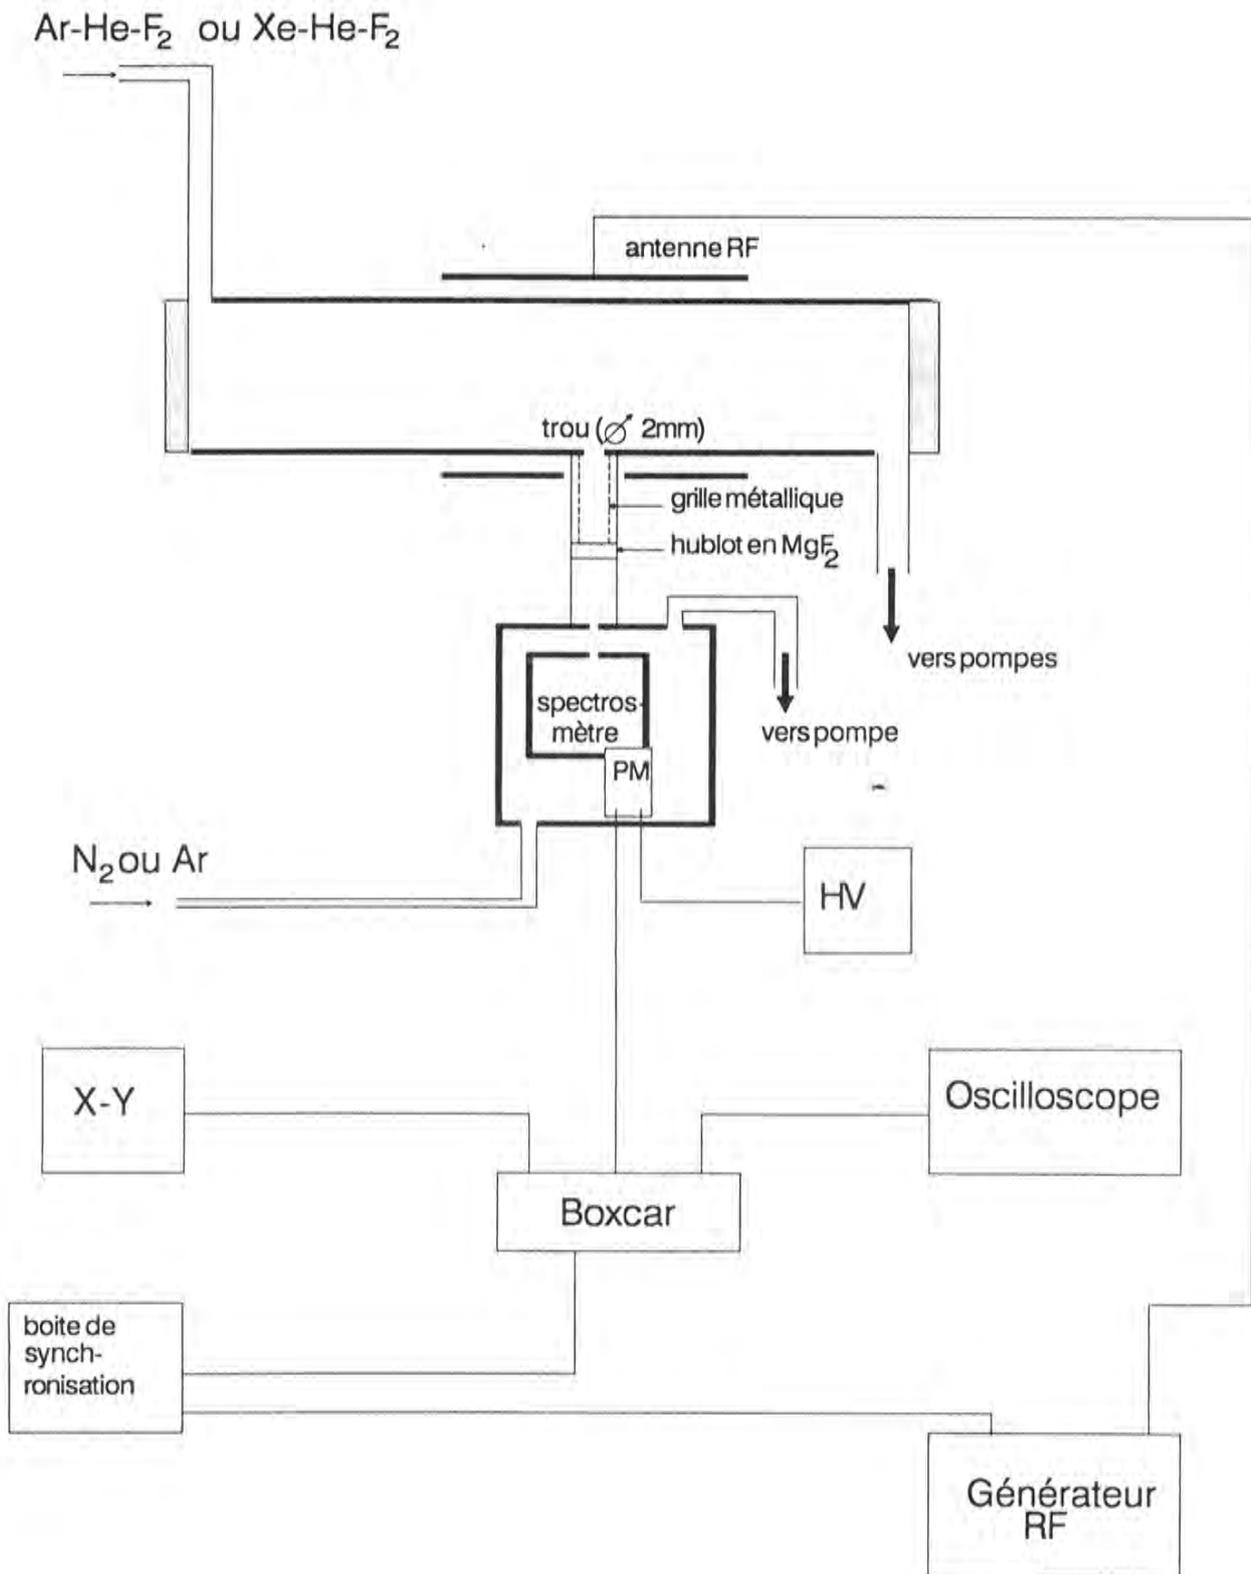 Ar-He-F₂ ou Xe-He-F₂
antenne RF
trou (⌀ 2mm)
grille métallique
hublot en MgF₂
vers pompes
spectros-
mètre
vers pompe
PM
N₂ ou Ar
HV
X-Y
Oscilloscope
Boxcar
boite de
synch-
ronisation
Générateur
RF